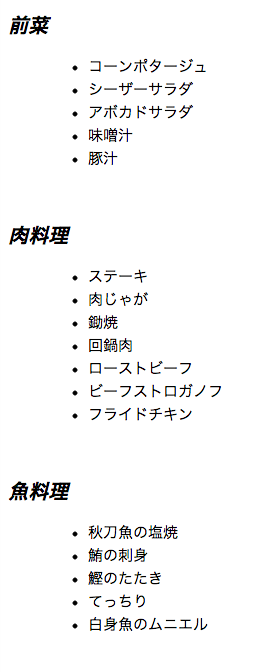 前菜
コーンポタージュ
シーザーサラダ
アボカドサラダ
味噌汁
豚汁
肉料理
ステーキ
肉じゃが
鋤焼
回鍋肉
ローストビーフ
ビーフストロガノフ
フライドチキン
魚料理
秋刀魚の塩焼
鮪の刺身
鰹のたたき
てっちり
白身魚のムニエル